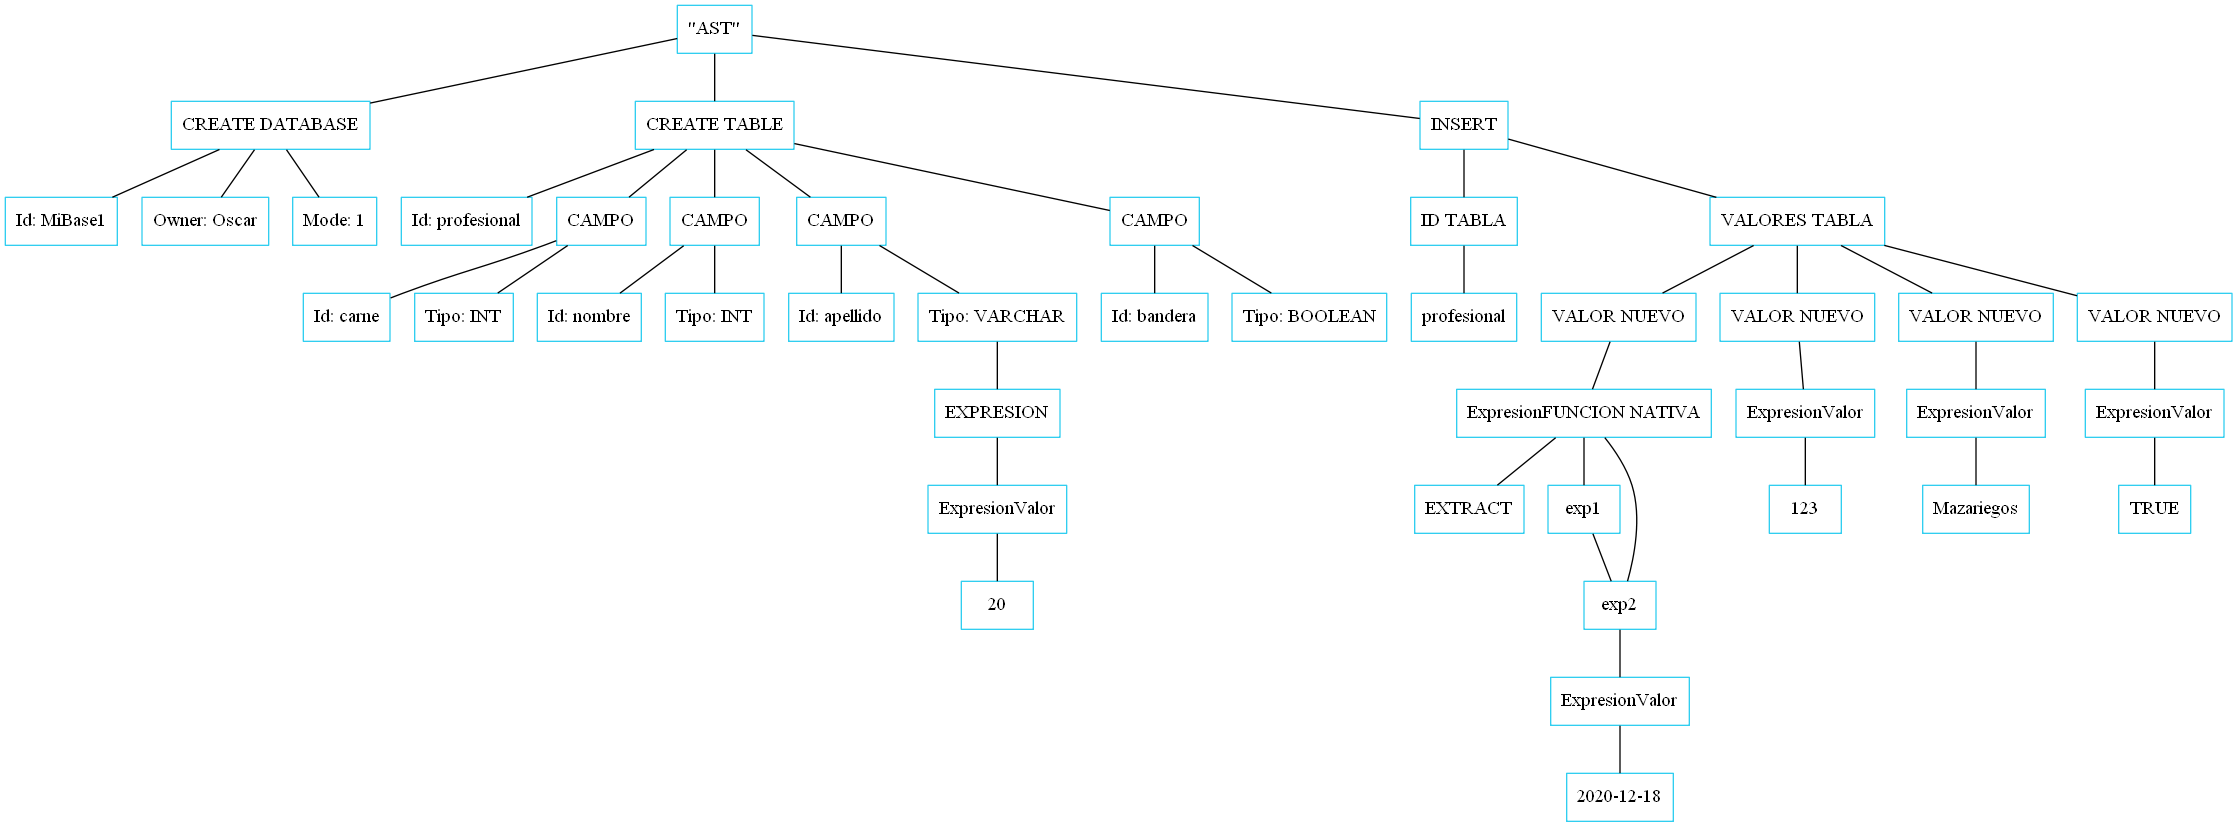 "AST"
CREATE DATABASE
CREATE TABLE
INSERT
Id: MiBase1
Owner: Oscar
Mode: 1
Id: profesional
CAMPO
CAMPO
CAMPO
CAMPO
ID TABLA
VALORES TABLA
Id: carne
Tipo: INT
Id: nombre
Tipo: INT
Id: apellido
Tipo: VARCHAR
Id: bandera
Tipo: BOOLEAN
profesional
VALOR NUEVO
VALOR NUEVO
VALOR NUEVO
VALOR NUEVO
EXPRESION
ExpresionFUNCION NATIVA
ExpresionValor
ExpresionValor
ExpresionValor
ExpresionValor
EXTRACT
exp1
123
Mazariegos
TRUE
20
exp2
ExpresionValor
2020-12-18